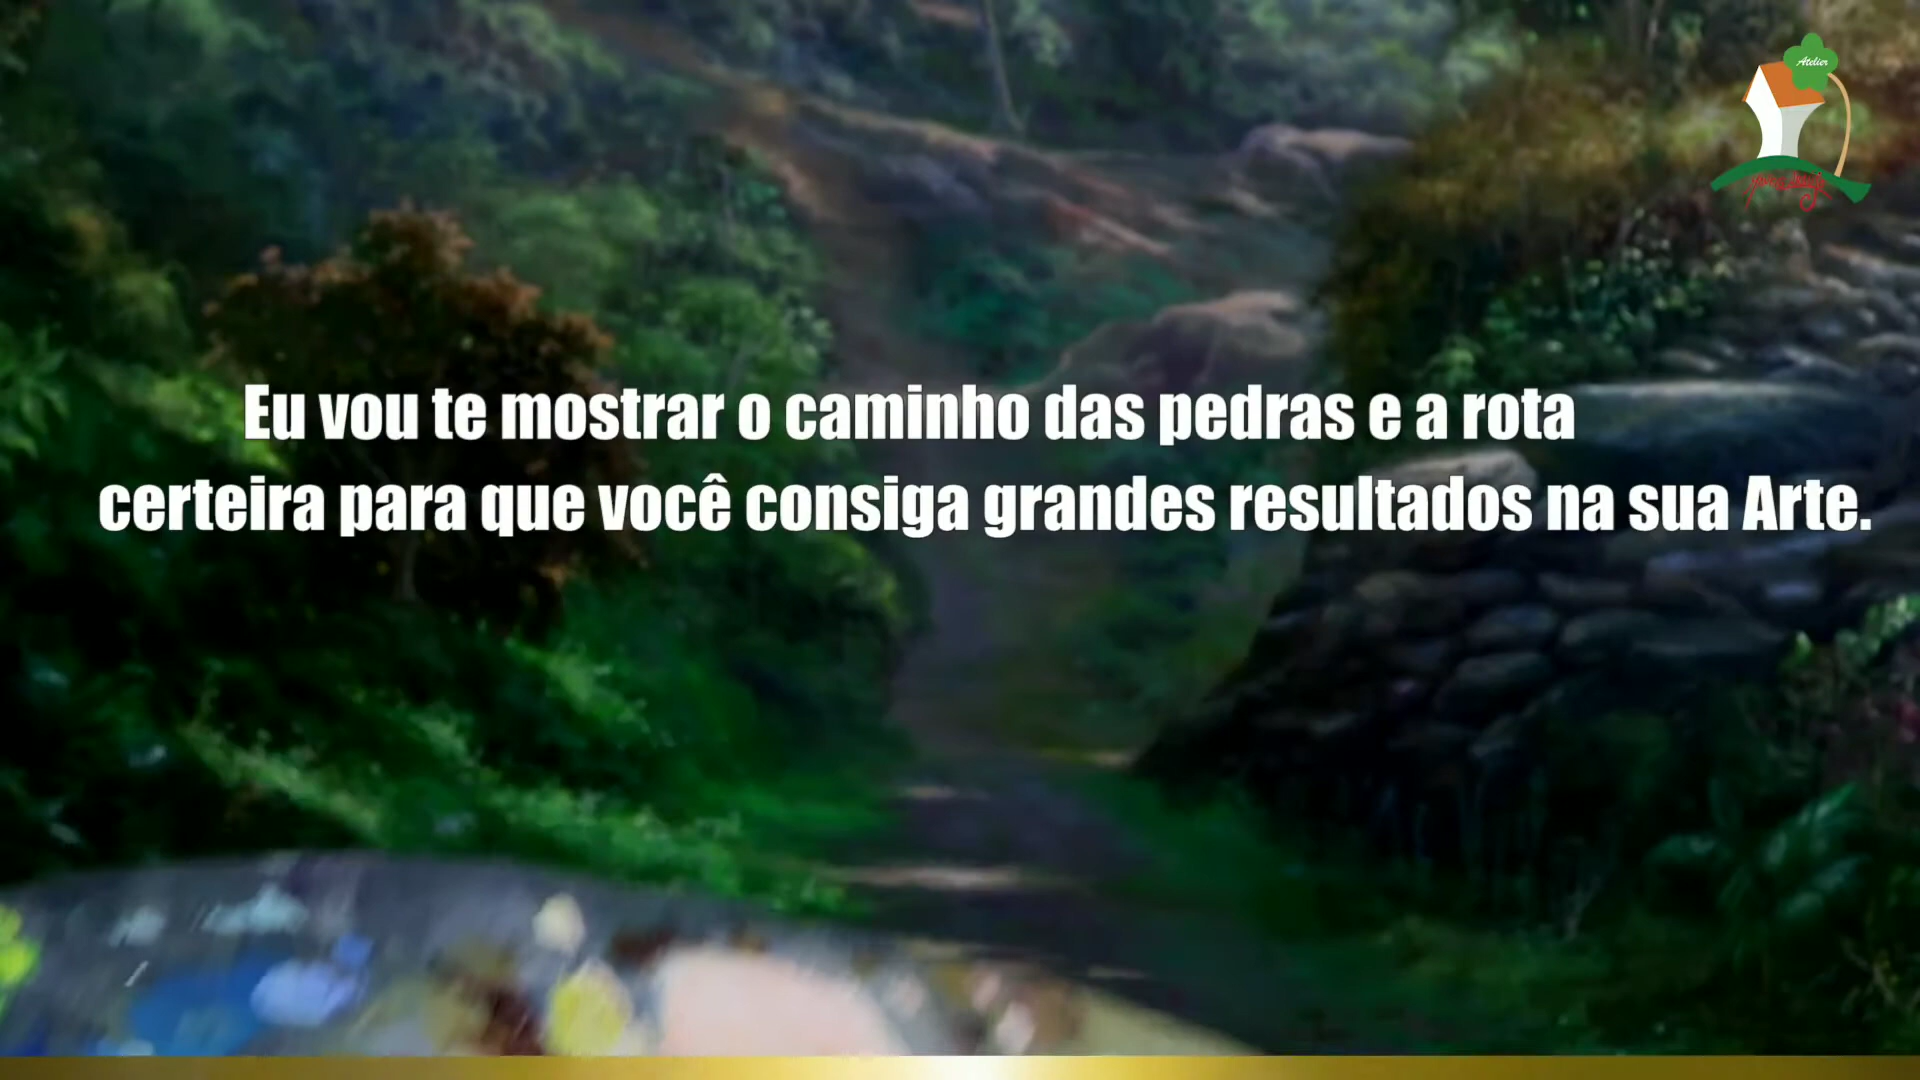 Atelier
Eu vou te mostrar o caminho das pedras e a rota
certeira para que você consiga grandes resultados na sua Arte.